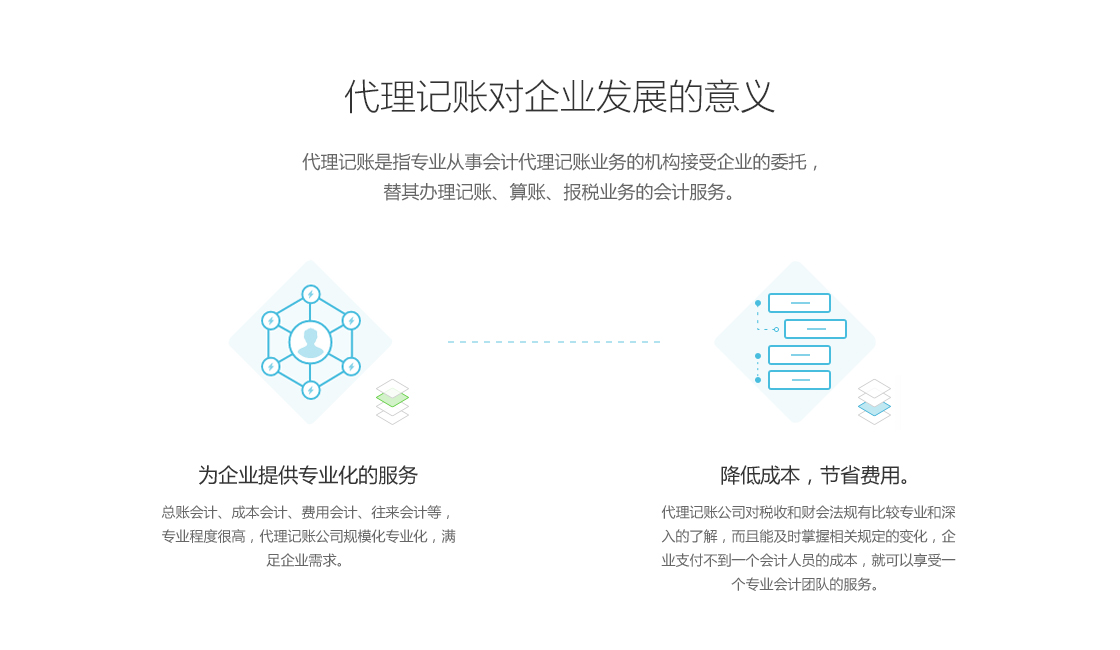 代理记账对企业发展的意义
代理记账是指专业从事会计代理记账业务的机构接受企业的委托，
替其办理记账、算账、报税业务的会计服务。
为企业提供专业化的服务
总账会计、成本会计、费用会计、往来会计等，
专业程度很高，代理记账公司规模化专业化，满
足企业需求。
降低成本，节省费用。
代理记账公司对税收和财会法规有比较专业和深
入的了解，而且能及时掌握相关规定的变化，企
业支付不到一个会计人员的成本，就可以享受一
个专业会计团队的服务。